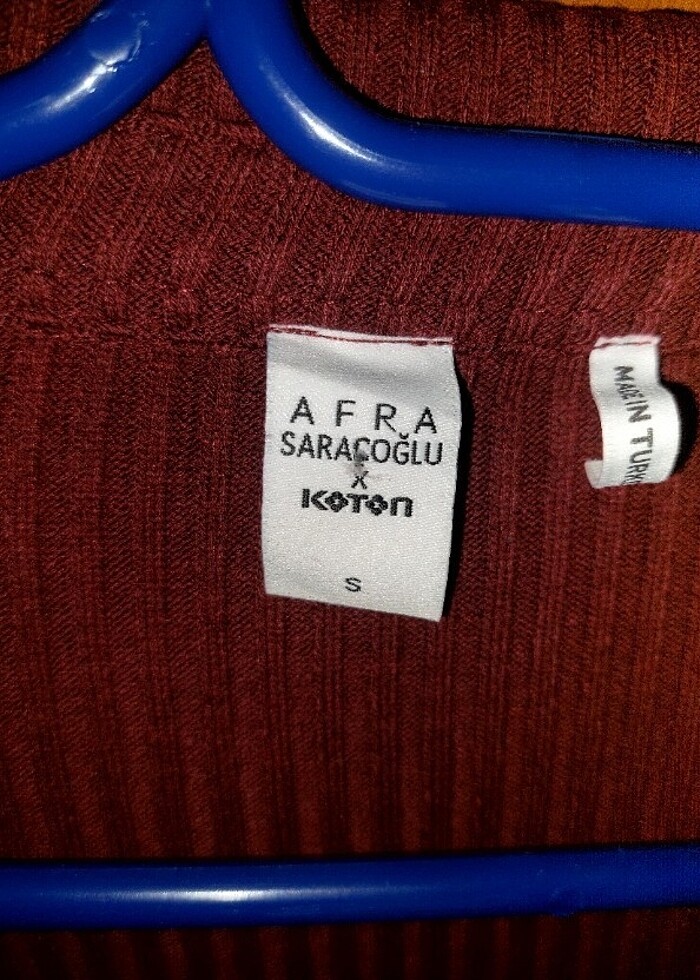 AFRA
SARAÇOĞLU
X
KOTON
S
MADE IN TURK